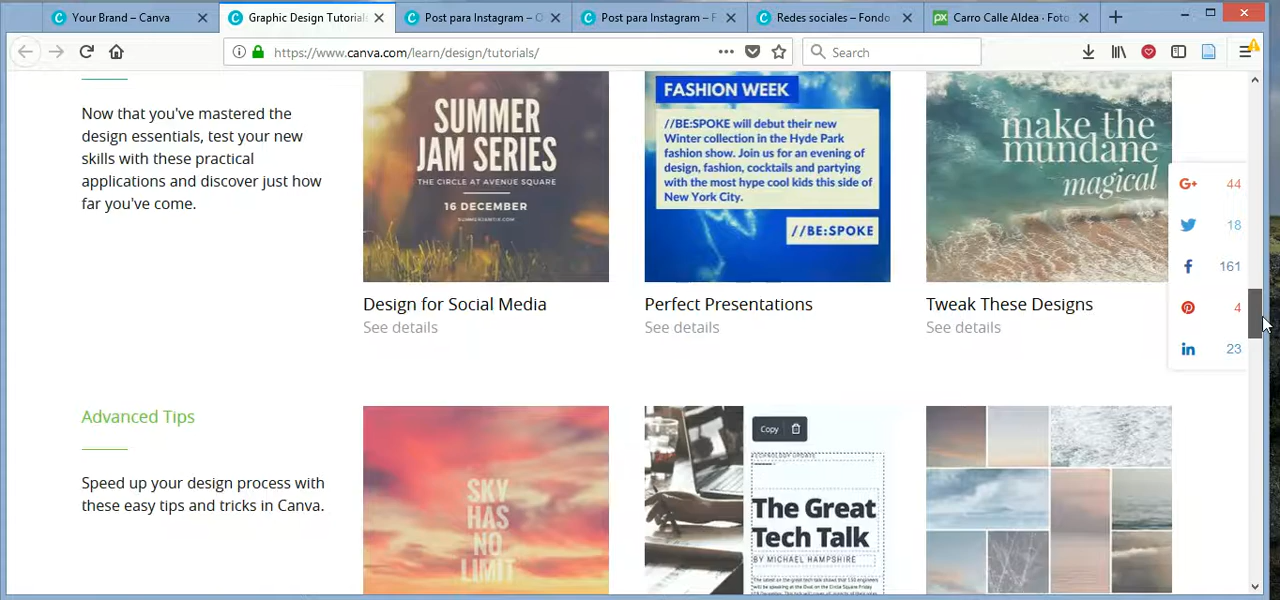 Your Brand – Canva
Graphic Design Tutorial
Post para Instagram – C
Post para Instagram – F
Redes sociales – Fondo
Carro Calle Aldea · Foto
https://www.canva.com/learn/design/tutorials/
Search
Now that you've mastered the
design essentials, test your new
skills with these practical
applications and discover just how
far you've come.
SUMMER
JAM SERIES
THE CIRCLE AT AVENUE SQUARE
16 DECEMBER
Design for Social Media
See details
FASHION WEEK
//BE:SPOKE will debut their new
Winter collection in the Hyde Park
fashion show. Join us for an evening of
design, fashion, cocktails and partying
with the most hype cool kids this side of
New York City.
//BE:SPOKE
Perfect Presentations
See details
make the
mundane
magical
Tweak These Designs
See details
G+ 44
18
f 161
4
in 23
Advanced Tips
Speed up your design process with
these easy tips and tricks in Canva.
SKY
HAS
NO
LIMIT
Copy
TECHNOLOGY UPDATE
The Great
Tech Talk
BY MICHAEL HAMPSHIRE